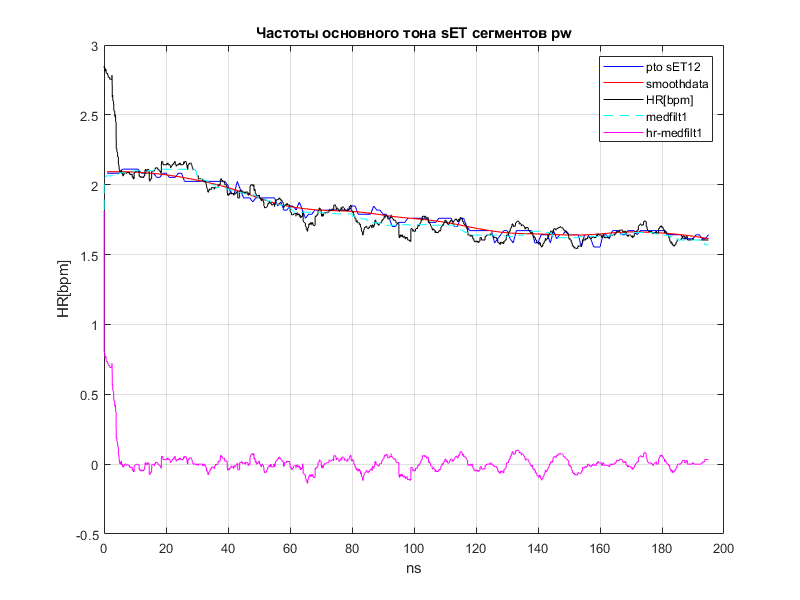 Частоты основного тона sET сегментов pw
pto sET12
smoothdata
HR[bpm]
medfilt1
hr-medfilt1
HR[bpm]
3
2.5
2
1.5
1
0.5
0
-0.5
0 20 40 60 80 100 120 140 160 180 200
ns